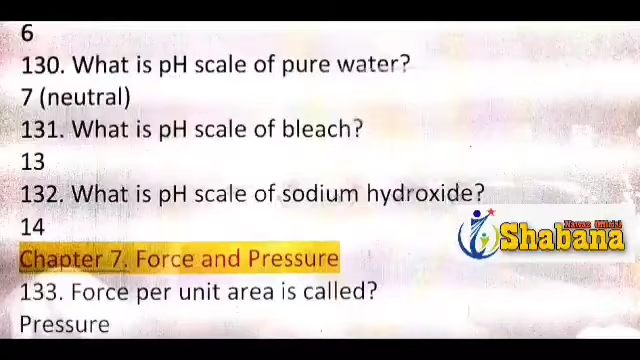 6
130. What is pH scale of pure water?
7 (neutral)
131. What is pH scale of bleach?
13
132. What is pH scale of sodium hydroxide?
14
Chapter 7. Force and Pressure
133. Force per unit area is called?
Pressure
Shabana